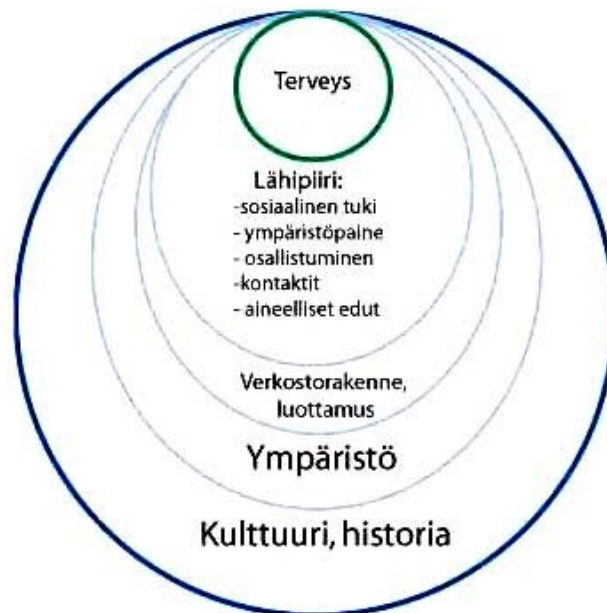 Terveys
Lähipiiri:
-sosiaalinen tuki
- ympäristöpaine
- osallistuminen
-kontaktit
- aineelliset edut
Verkostorakenne,
luottamus
Ympäristö
Kulttuuri, historia